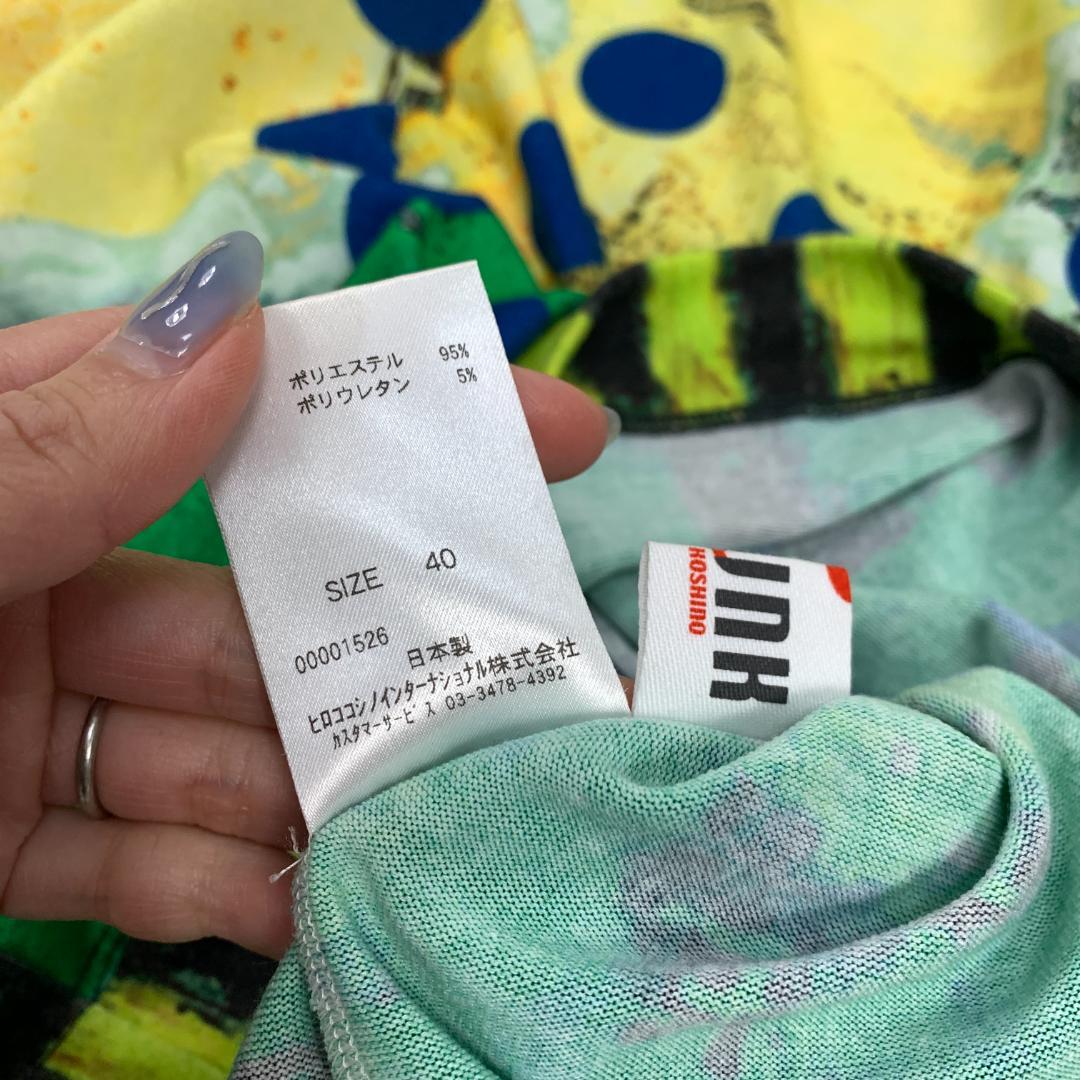 ポリエステル 95%
ポリウレタン 5%
SIZE 40
00001526
日本製
ヒロココシノインターナショナル株式会社
カスタマーサービス 03-3478-4392
UNK
KOSHINO